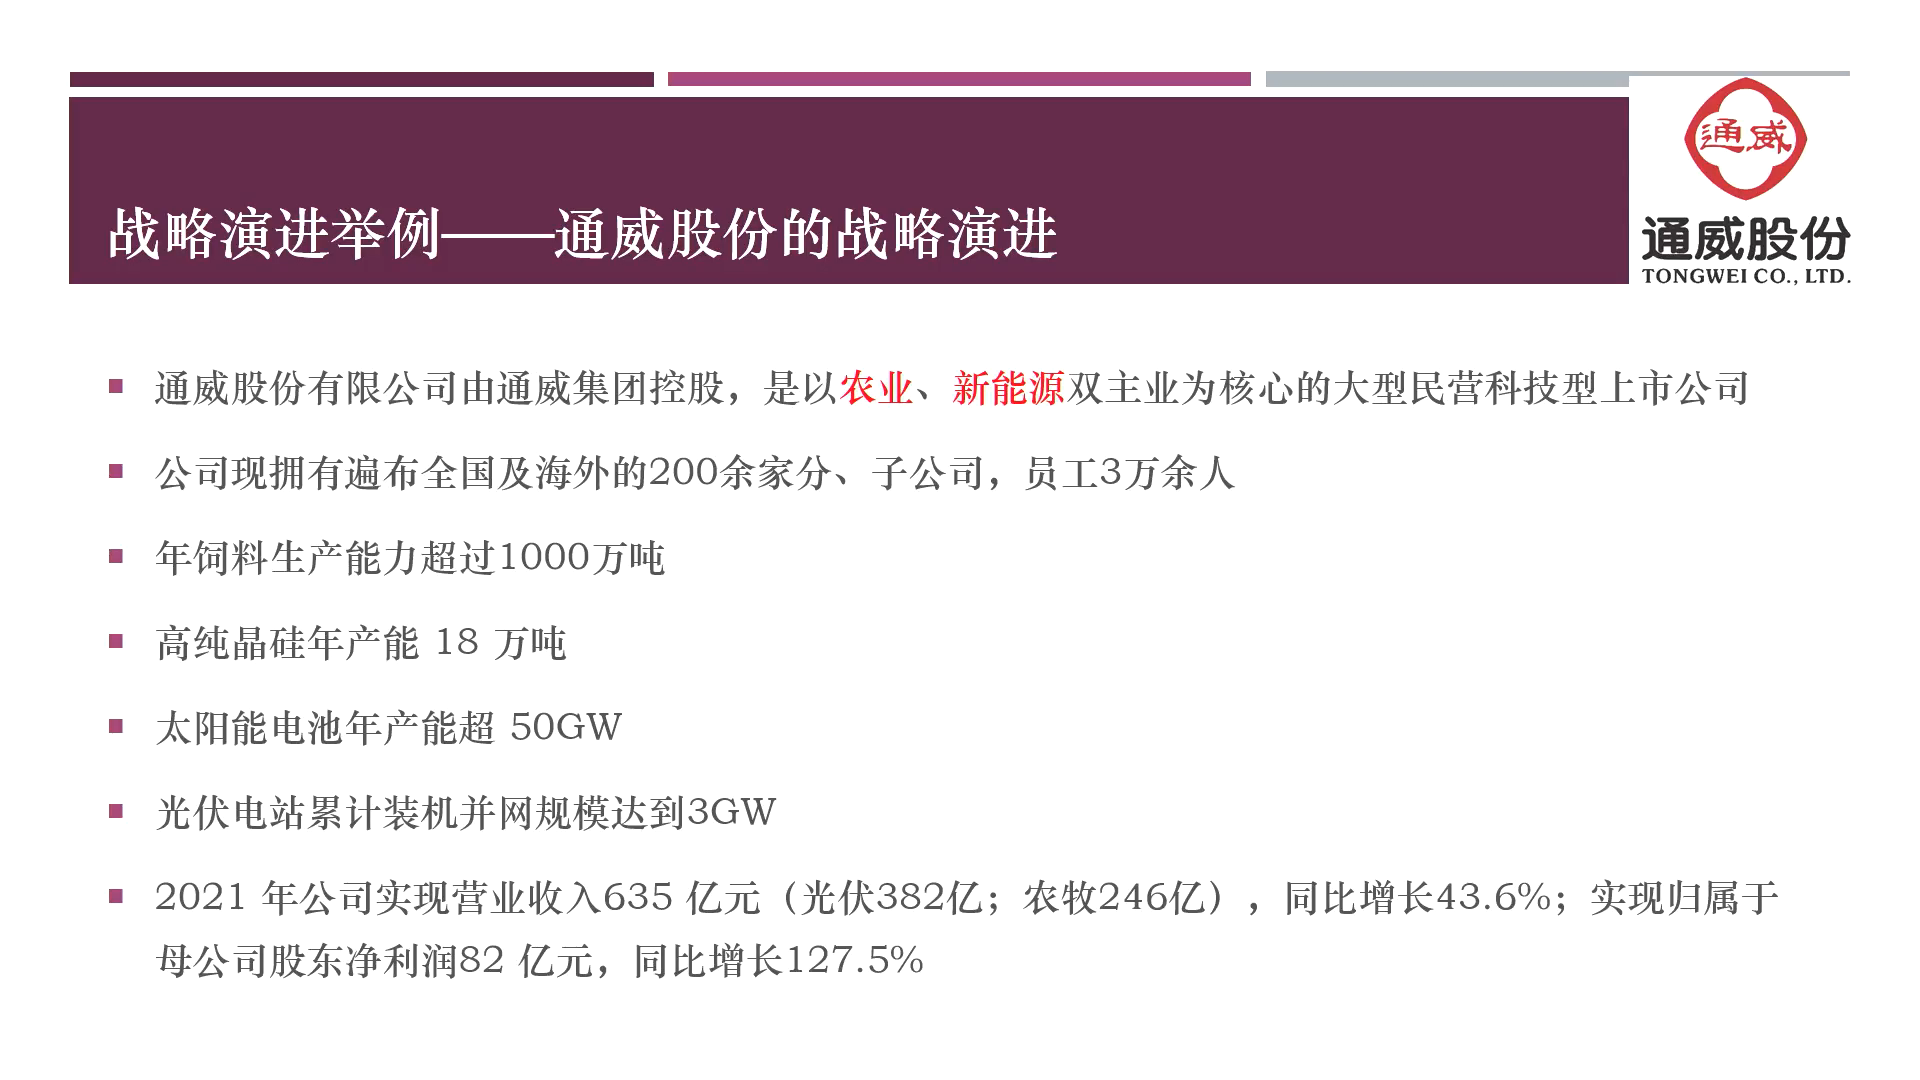 通威
通威股份
TONGWEI CO., LTD.
战略演进举例——通威股份的战略演进
通威股份有限公司由通威集团控股，是以农业、新能源双主业为核心的大型民营科技型上市公司
公司现拥有遍布全国及海外的200余家分、子公司，员工3万余人
年饲料生产能力超过1000万吨
高纯晶硅年产能 18 万吨
太阳能电池年产能超 50GW
光伏电站累计装机并网规模达到3GW
2021 年公司实现营业收入635 亿元（光伏382亿；农牧246亿），同比增长43.6%；实现归属于
母公司股东净利润82 亿元，同比增长127.5%